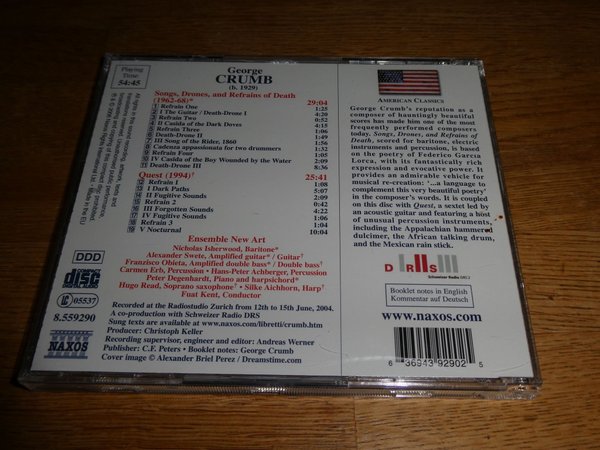 Playing
Time
54:45
George
CRUMB
(b. 1929)
Songs, Drones, and Refrains of Death
(1962-68)* 29:04
1 Refrain One 1:25
2 I The Guitar / Death-Drone I 4:20
3 Refrain Two 0:52
4 II Casida of the Dark Doves 4:15
5 Refrain Three 1:06
6 Death-Drone II 1:49
7 III Song of the Rider, 1860 3:14
8 Cadenza appassionata for two drummers 1:36
9 Refrain Four 1:19
10 IV Casida of the Boy Wounded by the Water 2:09
11 Death-Drone III 8:36
Quest (1994)† 25:41
12 Refrain 1 1:08
13 I Dark Paths 5:07
14 II Fugitive Sounds
15 Refrain 2 0:42
16 III Forgotten Sounds 4:22
17 IV Fugitive Sounds 1:06
18 Refrain 3
19 V Nocturnal 10:04
Ensemble New Art
Nicholas Isherwood, Baritone*
Alexander Swete, Amplified guitar* / Guitar†
Francisco Obieta, Amplified double bass* / Double bass†
Carmen Erb, Percussion • Hans-Peter Achberger, Percussion
Peter Degenhardt, Piano and harpsichord*
Hugo Read, Soprano saxophone† • Silke Aichhorn, Harp†
Fuat Kent, Conductor
Recorded at the Radiostudio Zurich from 12th to 15th June, 2004.
A co-production with Schweizer Radio DRS
Sung texts are available at www.naxos.com/libretti/crumb.htm
Producer: Christoph Keller
Recording supervisor, engineer and editor: Andreas Werner
Publisher: C.F. Peters • Booklet notes: George Crumb
Cover image © Alexander Briel Perez / Dreamstime.com
DDD
COMPACT
disc
DIGITAL AUDIO
LC 05537
8.559290
NAXOS
AMERICAN CLASSICS
George Crumb's reputation as a
composer of hauntingly beautiful
scores has made him one of the most
frequently performed composers
today. Songs, Drones, and Refrains of
Death, scored for baritone, electric
instruments and percussion, is based
on the poetry of Federico García
Lorca, with its fantastically rich
expression and evocative power. It
provides an admirable vehicle for
musical re-creation: '...a language to
complement this very beautiful poetry'
in the composer's words. It is coupled
on this disc with Quest, a sextet led by
an acoustic guitar and featuring a host
of unusual percussion instruments,
including the Appalachian hammered
dulcimer, the African talking drum,
and the Mexican rain stick.
DRS
Schweizer Radio DRS 2
Booklet notes in English
Kommentar auf Deutsch
www.naxos.com
6 36943 92902 5